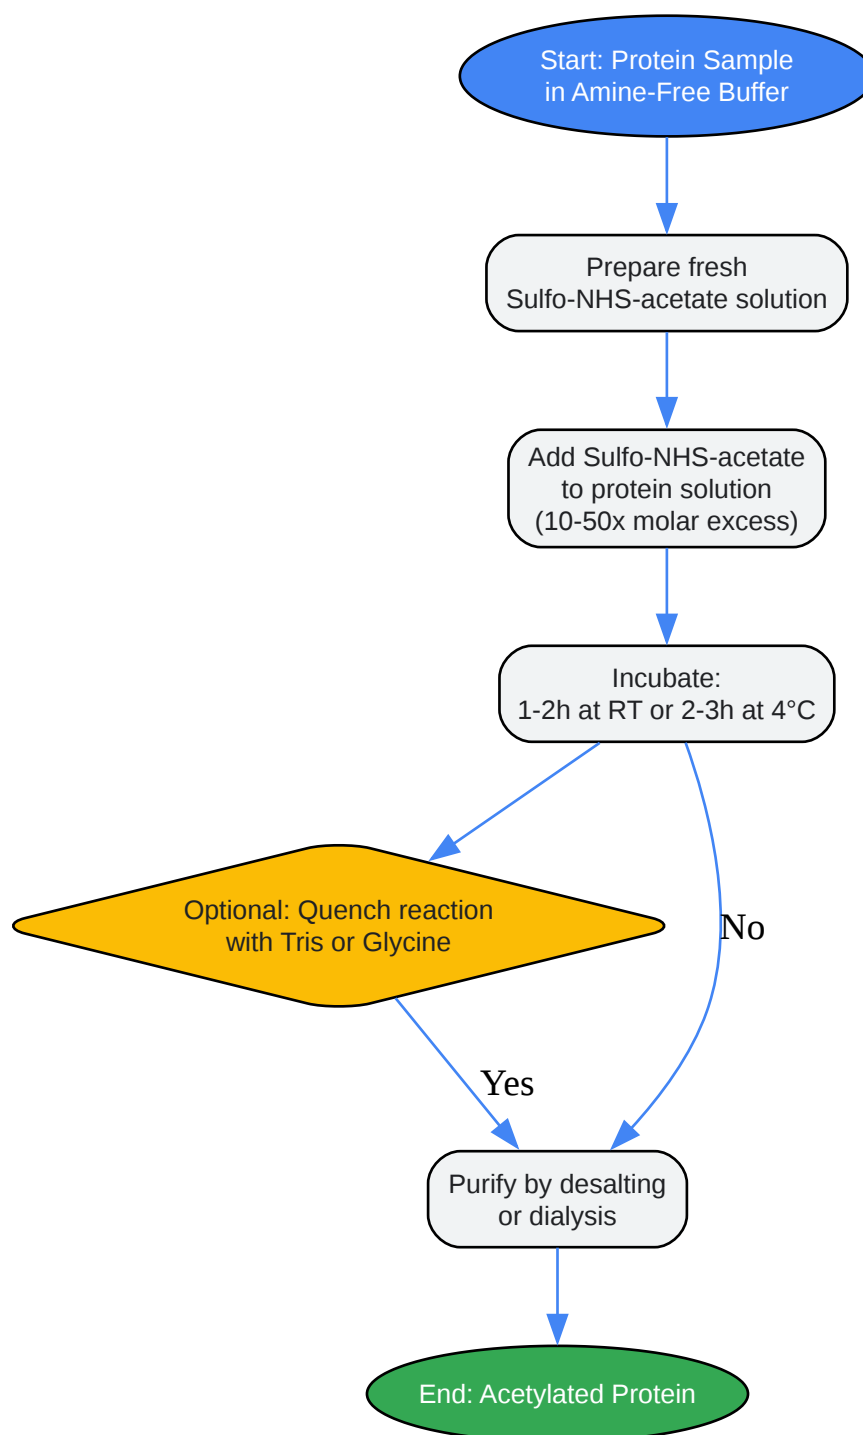 Start: Protein Sample
in Amine-Free Buffer
Prepare fresh
Sulfo-NHS-acetate solution
Add Sulfo-NHS-acetate
to protein solution
(10-50x molar excess)
Incubate:
1-2h at RT or 2-3h at 4°C
Optional: Quench reaction
with Tris or Glycine
No
Yes
Purify by desalting
or dialysis
End: Acetylated Protein